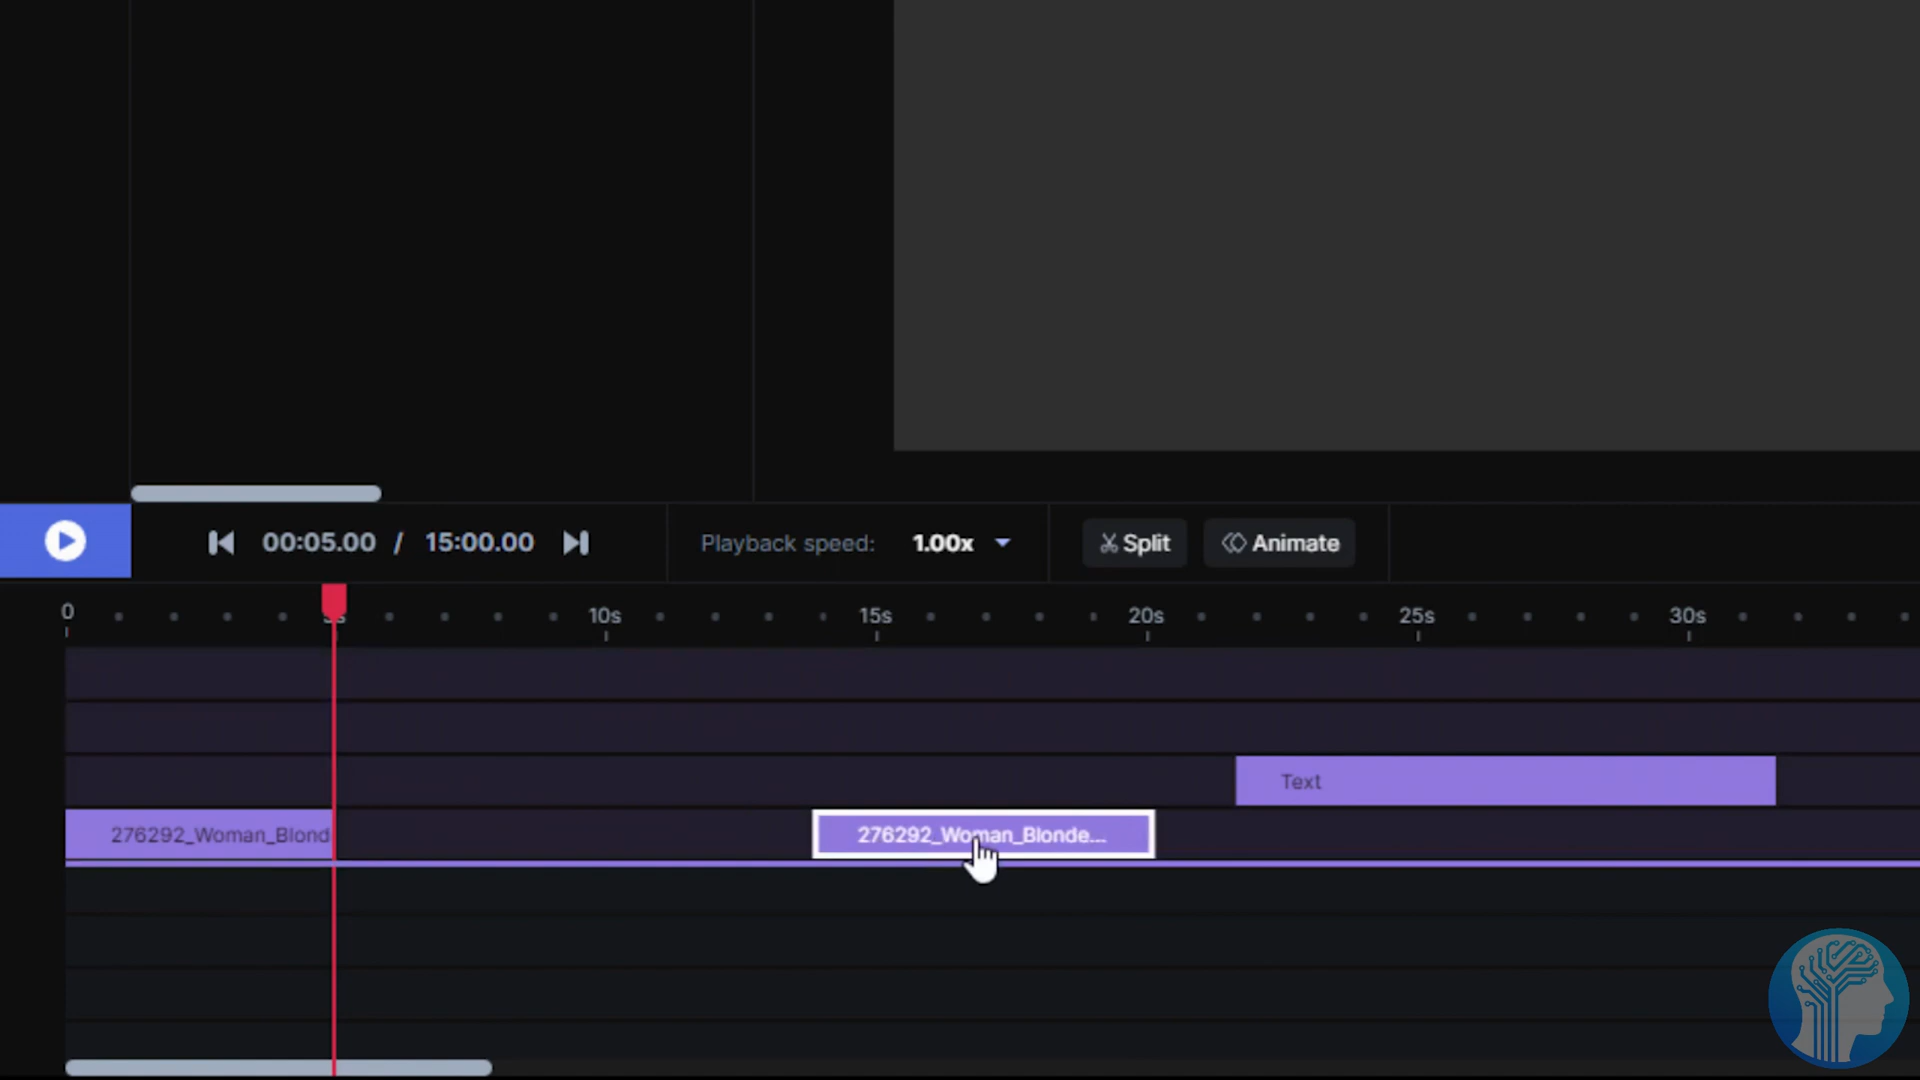 00:05.00 / 15:00.00
Playback speed: 1.00x
Split
Animate
0
10s
15s
20s
25s
30s
Text
276292_Woman_Blond
276292_Woman_Blonde...